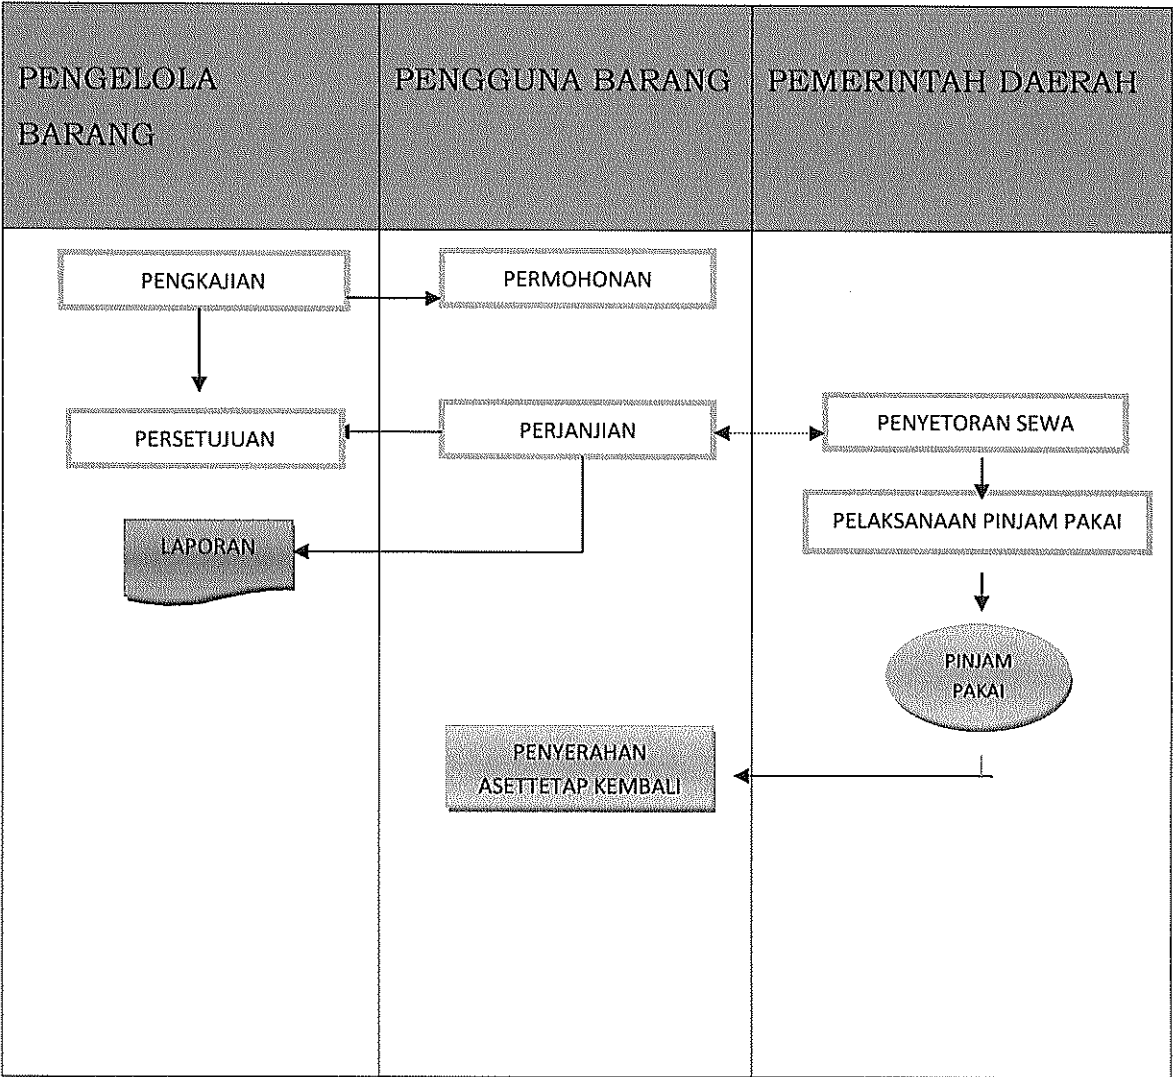 PENGELOLA
BARANG
PENGGUNA BARANG
PEMERINTAH DAERAH
PENGKAJIAN
PERMOHONAN
PERSETUJUAN
PERJANJIAN
PENYETORAN SEWA
PELAKSANAAN PINJAM PAKAI
LAPORAN
PINJAM
PAKAI
PENYERAHAN
ASETTETAP KEMBALI